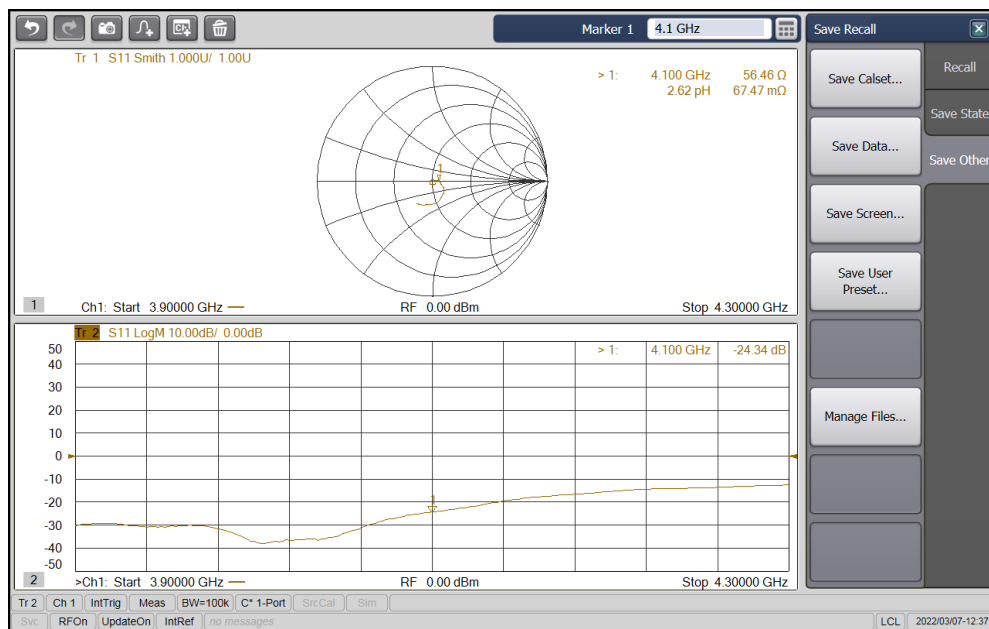 Marker 1 4.1 GHz
Save Recall
Tr 1 S11 Smith 1.000U/ 1.00U
> 1: 4.100 GHz 56.46 Ω
2.62 pH 67.47 mΩ
1
1 Ch1: Start 3.90000 GHz RF 0.00 dBm Stop 4.30000 GHz
Tr 2 S11 LogM 10.00dB/ 0.00dB
> 1: 4.100 GHz -24.34 dB
50
40
30
20
10
0
-10
-20
-30
-40
-50
1
2 >Ch1: Start 3.90000 GHz RF 0.00 dBm Stop 4.30000 GHz
Save Calset...
Save Data...
Save Screen...
Save User
Preset...
Manage Files...
Recall
Save State
Save Other
Tr 2 Ch 1 IntTrig Meas BW=100k C* 1-Port SrcCal Sim
Svc RFOn UpdateOn IntRef no messages LCL 2022/03/07-12:37